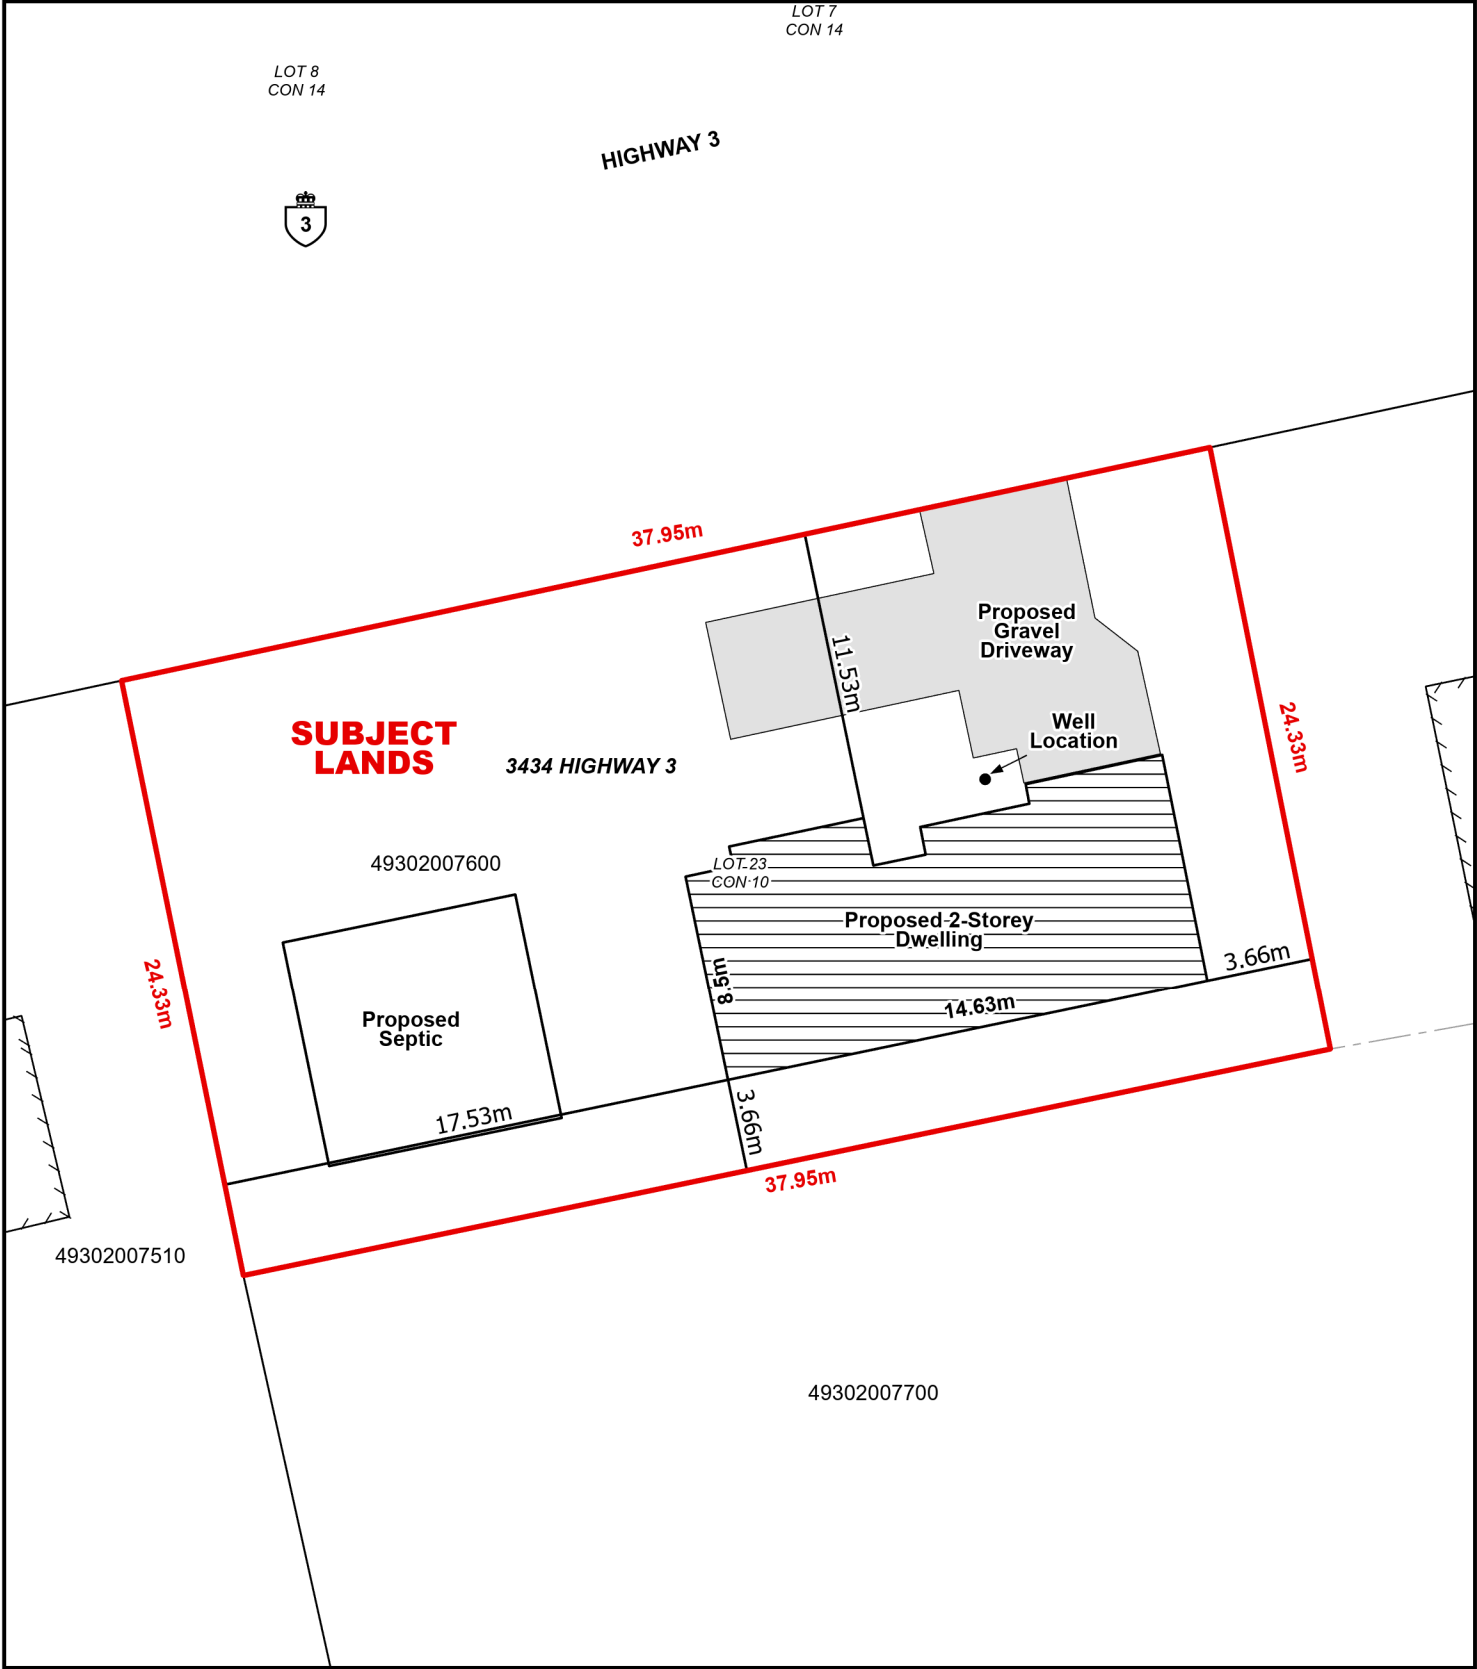 LOT 7
CON 14
LOT 8
CON 14
HIGHWAY 3
3
37.95m
Proposed
Gravel
Driveway
11.53m
Well
Location
24.33m
SUBJECT
LANDS
3434 HIGHWAY 3
49302007600
LOT 23
CON 10
Proposed 2-Storey
Dwelling
3.66m
24.33m
8.5m
14.63m
Proposed
Septic
17.53m
3.66m
37.95m
49302007510
49302007700